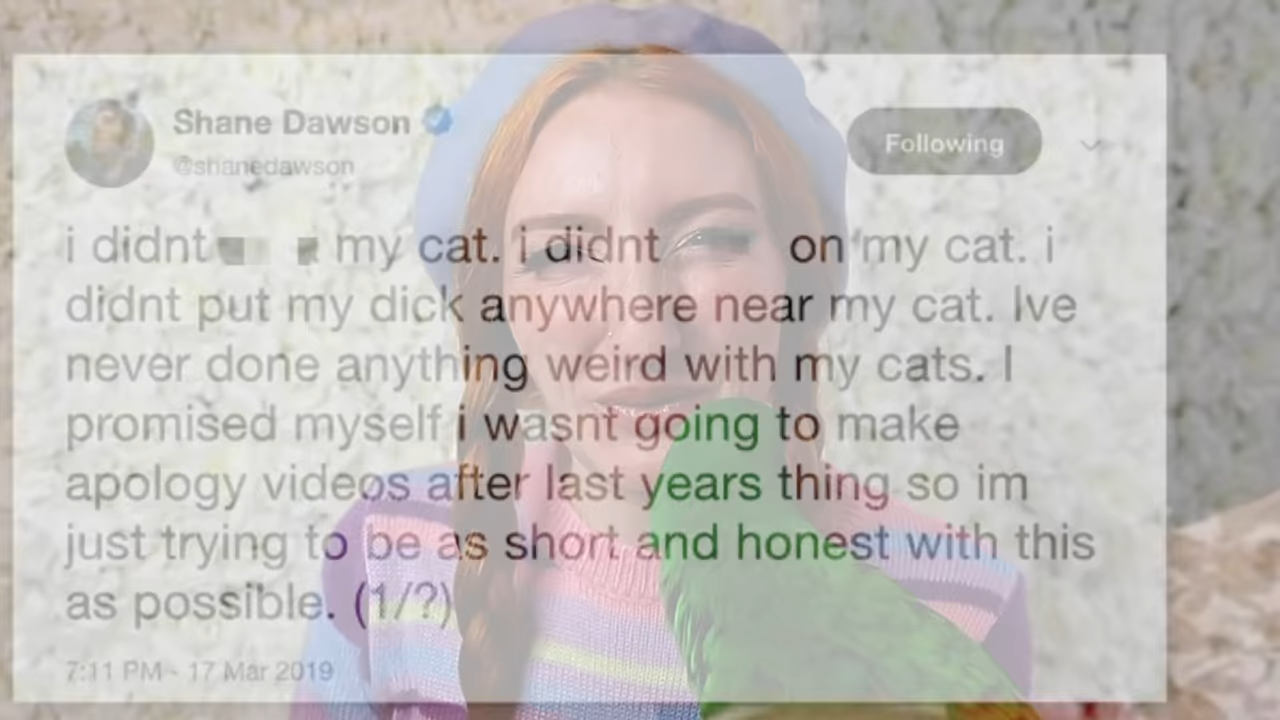 Shane Dawson
@shanedawson
Following
i didnt my cat. i didnt on my cat. i
didnt put my dick anywhere near my cat. Ive
never done anything weird with my cats. I
promised myself i wasnt going to make
apology videos after last years thing so im
just trying to be as short and honest with this
as possible. (1/?)
7:11 PM - 17 Mar 2019